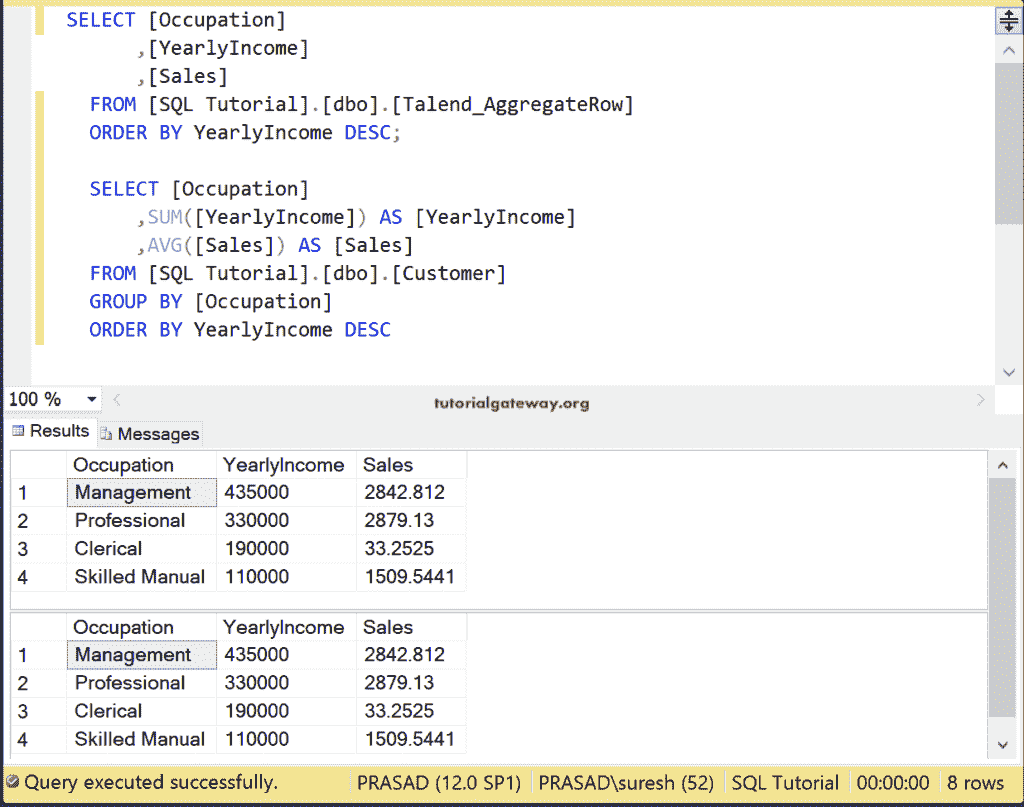 SELECT [Occupation]
,[YearlyIncome]
,[Sales]
FROM [SQL Tutorial].[dbo].[Talend_AggregateRow]
ORDER BY YearlyIncome DESC;
SELECT [Occupation]
,SUM([YearlyIncome]) AS [YearlyIncome]
,AVG([Sales]) AS [Sales]
FROM [SQL Tutorial].[dbo].[Customer]
GROUP BY [Occupation]
ORDER BY YearlyIncome DESC
100 %
tutorialgateway.org
Results Messages
Occupation YearlyIncome Sales
1 Management 435000 2842.812
2 Professional 330000 2879.13
3 Clerical 190000 33.2525
4 Skilled Manual 110000 1509.5441
Occupation YearlyIncome Sales
1 Management 435000 2842.812
2 Professional 330000 2879.13
3 Clerical 190000 33.2525
4 Skilled Manual 110000 1509.5441
Query executed successfully. PRASAD (12.0 SP1) PRASAD\suresh (52) SQL Tutorial 00:00:00 8 rows